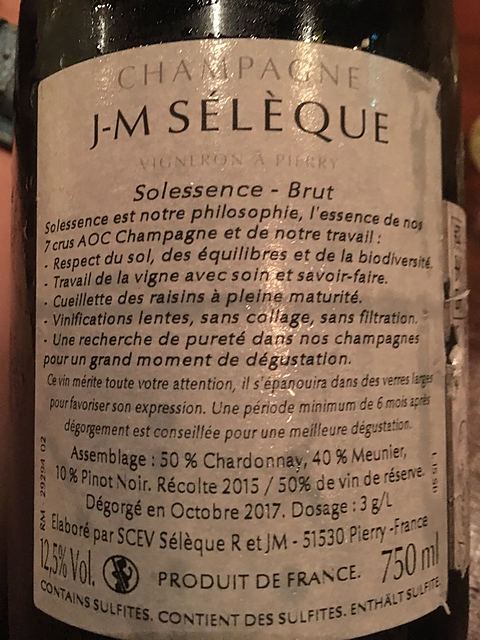 CHAMPAGNE
J-M SÉLÈQUE
VIGNERON À PIERRY
Solessence - Brut
Solessence est notre philosophie, l'essence de nos
7 crus AOC Champagne et de notre travail :
- Respect du sol, des équilibres et de la biodiversité.
- Travail de la vigne avec soin et savoir-faire.
- Cueillette des raisins à pleine maturité.
- Vinifications lentes, sans collage, sans filtration.
- Une recherche de pureté dans nos champagnes
pour un grand moment de dégustation.
Ce vin mérite toute votre attention, il s'épanouira dans des verres larges
pour favoriser son expression. Une période minimum de 6 mois après
dégorgement est conseillée pour une meilleure dégustation.
Assemblage : 50 % Chardonnay, 40 % Meunier,
10 % Pinot Noir. Récolte 2015 / 50% de vin de réserve.
Dégorgé en Octobre 2017. Dosage : 3 g/L
RM 29294 02
Elaboré par SCEV Sélèque R et JM - 51530 Pierry -France
12,5% Vol.
PRODUIT DE FRANCE.
750 ml
CONTAINS SULFITES. CONTIENT DES SULFITES. ENTHÄLT SULFITE